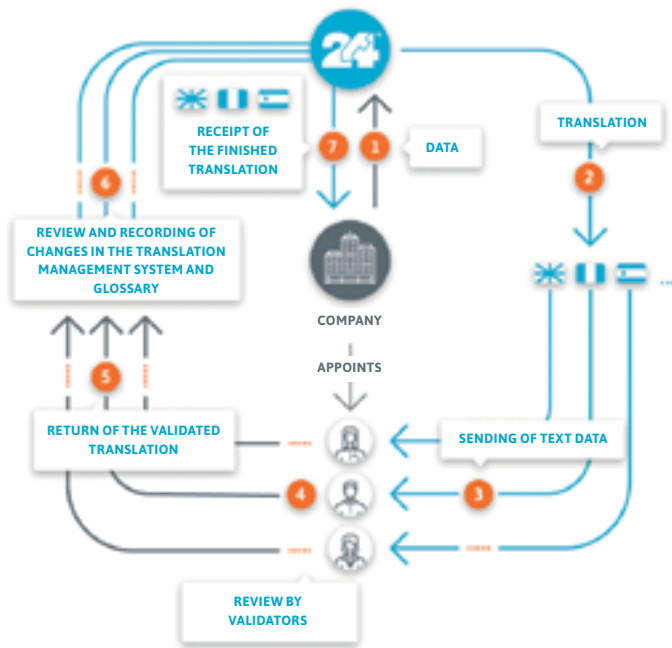 24
RECEIPT OF
THE FINISHED
TRANSLATION
7
1
DATA
TRANSLATION
2
6
REVIEW AND RECORDING OF
CHANGES IN THE TRANSLATION
MANAGEMENT SYSTEM AND
GLOSSARY
COMPANY
APPOINTS
5
RETURN OF THE VALIDATED
TRANSLATION
SENDING OF TEXT DATA
4
3
REVIEW BY
VALIDATORS